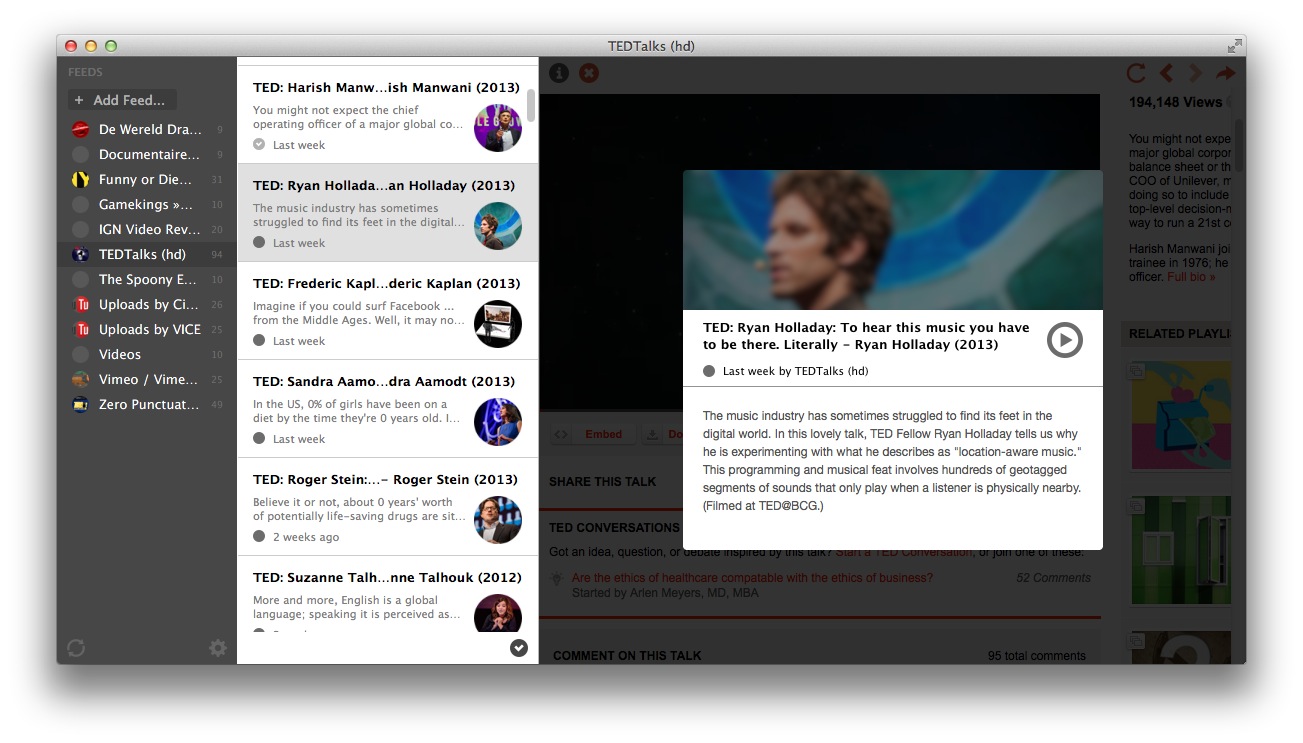 TEDTalks (hd)
FEEDS
+ Add Feed...
De Wereld Dra... 9
Documentaire... 9
Funny or Die... 31
Gamekings »... 10
IGN Video Rev... 20
TEDTalks (hd) 94
The Spoony E... 10
Uploads by Ci... 26
Uploads by VICE 25
Videos 10
Vimeo / Vime... 25
Zero Punctuat... 49
TED: Harish Manw...ish Manwani (2013)
You might not expect the chief
operating officer of a major global co...
Last week
TED: Ryan Hollada...an Holladay (2013)
The music industry has sometimes
struggled to find its feet in the digital...
Last week
TED: Frederic Kapl...deric Kaplan (2013)
Imagine if you could surf Facebook ...
from the Middle Ages. Well, it may no...
Last week
TED: Sandra Aamo...dra Aamodt (2013)
In the US, 0% of girls have been on a
diet by the time they're 0 years old. I...
Last week
TED: Roger Stein:...– Roger Stein (2013)
Believe it or not, about 0 years' worth
of potentially life-saving drugs are sit...
2 weeks ago
TED: Suzanne Talh...nne Talhouk (2012)
More and more, English is a global
language; speaking it is perceived as...
TED: Ryan Holladay: To hear this music you have
to be there. Literally – Ryan Holladay (2013)
Last week by TEDTalks (hd)
The music industry has sometimes struggled to find its feet in the
digital world. In this lovely talk, TED Fellow Ryan Holladay tells us why
he is experimenting with what he describes as "location-aware music."
This programming and musical feat involves hundreds of geotagged
segments of sounds that only play when a listener is physically nearby.
(Filmed at TED@BCG.)
Embed
Do
SHARE THIS TALK
TED CONVERSATIONS
Got an idea, question, or debate inspired by this talk? Start a TED Conversation, or join one of these.
Are the ethics of healthcare compatable with the ethics of business? 52 Comments
Started by Arlen Meyers, MD, MBA
COMMENT ON THIS TALK 95 total comments
194,148 Views
You might not expe
major global corpor
balance sheet or th
COO of Unilever, m
doing so to include
top-level decision-m
way to run a 21st c
Harish Manwani joi
trainee in 1976; he
officer. Full bio »
RELATED PLAYLIS